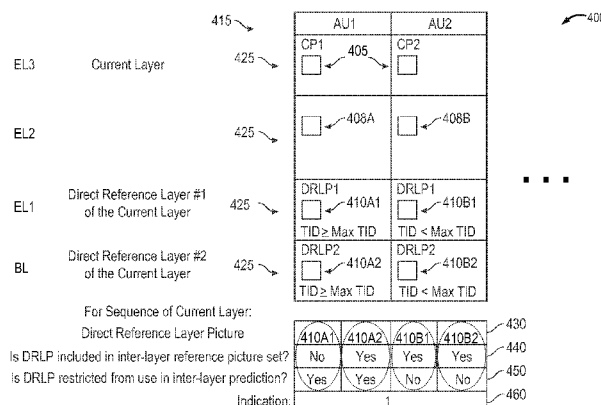 400
415 AU1 AU2
EL3 Current Layer 425 CP1 405 CP2
EL2 425 408A 408B
EL1 Direct Reference Layer #1 of the Current Layer 425 DRLP1 410A1 DRLP1 410B1
TID ≥ Max TID TID < Max TID
BL Direct Reference Layer #2 of the Current Layer 425 DRLP2 410A2 DRLP2 410B2
TID ≥ Max TID TID < Max TID
For Sequence of Current Layer:
Direct Reference Layer Picture 410A1 410A2 410B1 410B2 430
Is DRLP included in inter-layer reference picture set? No Yes Yes Yes 440
Is DRLP restricted from use in inter-layer prediction? Yes Yes No No 450
Indication: 1 460